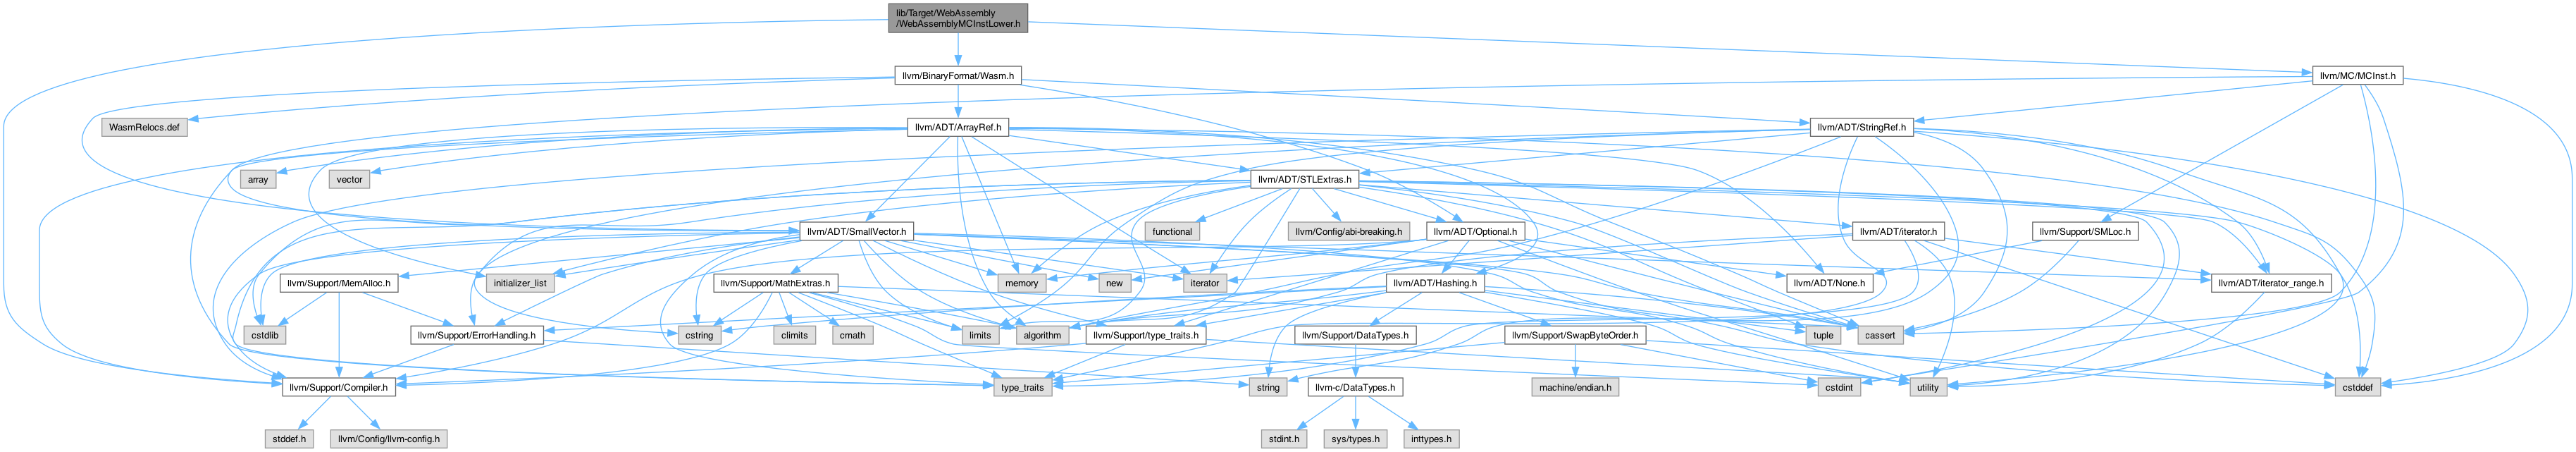 lib/Target/WebAssembly
/WebAssemblyMCInstLower.h
llvm/BinaryFormat/Wasm.h
llvm/MC/MCInst.h
WasmRelocs.def
llvm/ADT/ArrayRef.h
llvm/ADT/StringRef.h
array
vector
llvm/ADT/STLExtras.h
llvm/ADT/SmallVector.h
functional
llvm/Config/abi-breaking.h
llvm/ADT/Optional.h
llvm/ADT/iterator.h
llvm/Support/SMLoc.h
llvm/Support/MemAlloc.h
initializer_list
llvm/Support/MathExtras.h
memory
new
iterator
llvm/ADT/Hashing.h
llvm/ADT/None.h
llvm/ADT/iterator_range.h
cstdlib
llvm/Support/ErrorHandling.h
cstring
climits
cmath
limits
algorithm
llvm/Support/type_traits.h
llvm/Support/DataTypes.h
llvm/Support/SwapByteOrder.h
tuple
cassert
llvm/Support/Compiler.h
type_traits
string
llvm-c/DataTypes.h
machine/endian.h
cstdint
utility
cstddef
stddef.h
llvm/Config/llvm-config.h
stdint.h
sys/types.h
inttypes.h